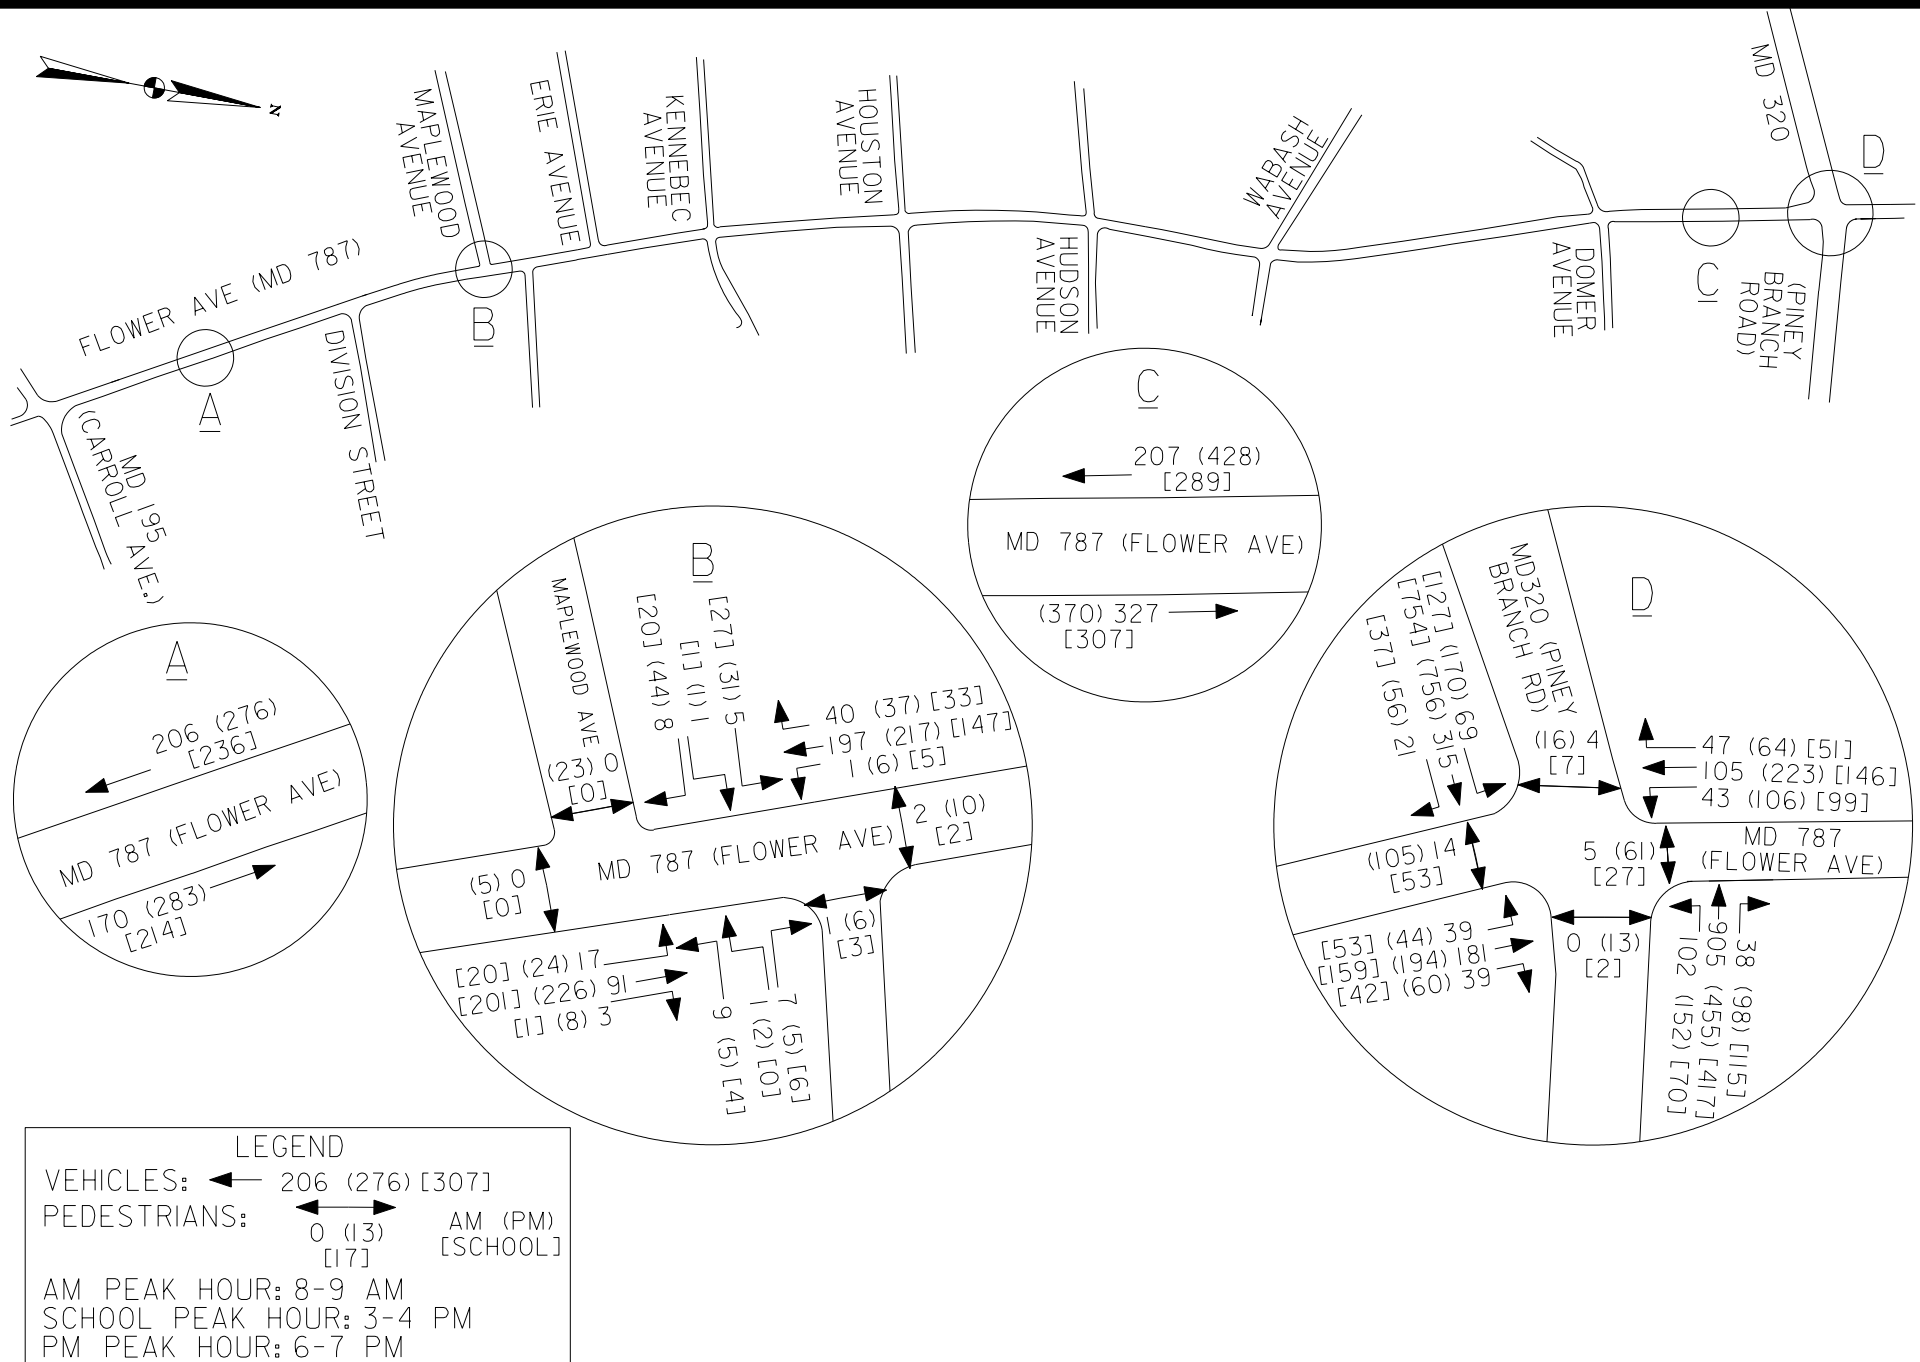 N
MAPLEWOOD
AVENUE
ERIE AVENUE
KENNEBEC
AVENUE
HOUSTON
AVENUE
HUDSON
AVENUE
WABASH
AVENUE
DOMER
AVENUE
MD 320
(PINEY
BRANCH
ROAD)
D
C
B
A
FLOWER AVE (MD 787)
DIVISION STREET
MD 195
(CARROLL AVE.)
A
206 (276)
[236]
MD 787 (FLOWER AVE)
170 (283)
[214]
B
MAPLEWOOD AVE
[20] (44) 8
[1] (1) 1
[27] (31) 5
40 (37) [33]
197 (217) [147]
1 (6) [5]
(23) 0
[0]
2 (10)
[2]
MD 787 (FLOWER AVE)
(5) 0
[0]
1 (6)
[3]
[20] (24) 17
[201] (226) 91
[1] (8) 3
9 (5) [4]
1 (2) [0]
7 (5) [6]
C
207 (428)
[289]
MD 787 (FLOWER AVE)
(370) 327
[307]
D
MD320 (PINEY
BRANCH RD)
[127] (170) 69
[754] (756) 315
[37] (56) 21
(16) 4
[7]
47 (64) [51]
105 (223) [146]
43 (106) [99]
MD 787
(FLOWER AVE)
(105) 14
[53]
5 (61)
[27]
0 (13)
[2]
[53] (44) 39
[159] (194) 181
[42] (60) 39
38 (98) [115]
905 (455) [417]
102 (152) [70]
LEGEND
VEHICLES: 206 (276) [307]
PEDESTRIANS:
0 (13)
[17]
AM (PM)
[SCHOOL]
AM PEAK HOUR: 8-9 AM
SCHOOL PEAK HOUR: 3-4 PM
PM PEAK HOUR: 6-7 PM